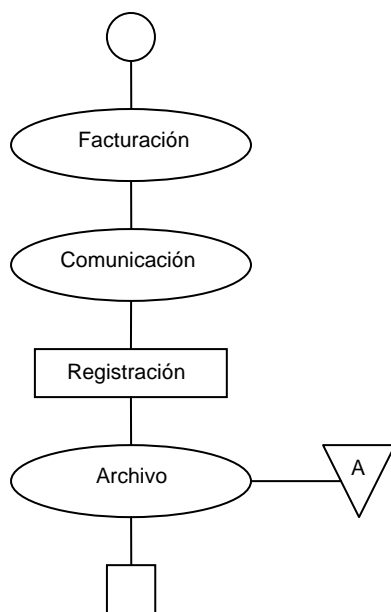 Facturación
Comunicación
Registración
Archivo
A